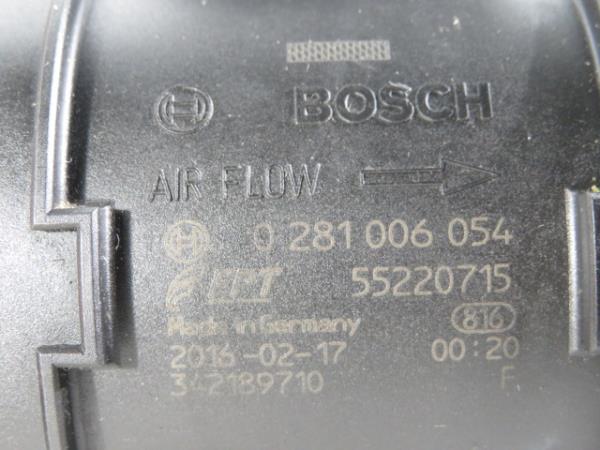 BOSCH
AIR FLOW
0 281 006 054
FPT 55220715
Made in Germany 816
2016-02-17 00:20
342189710 F